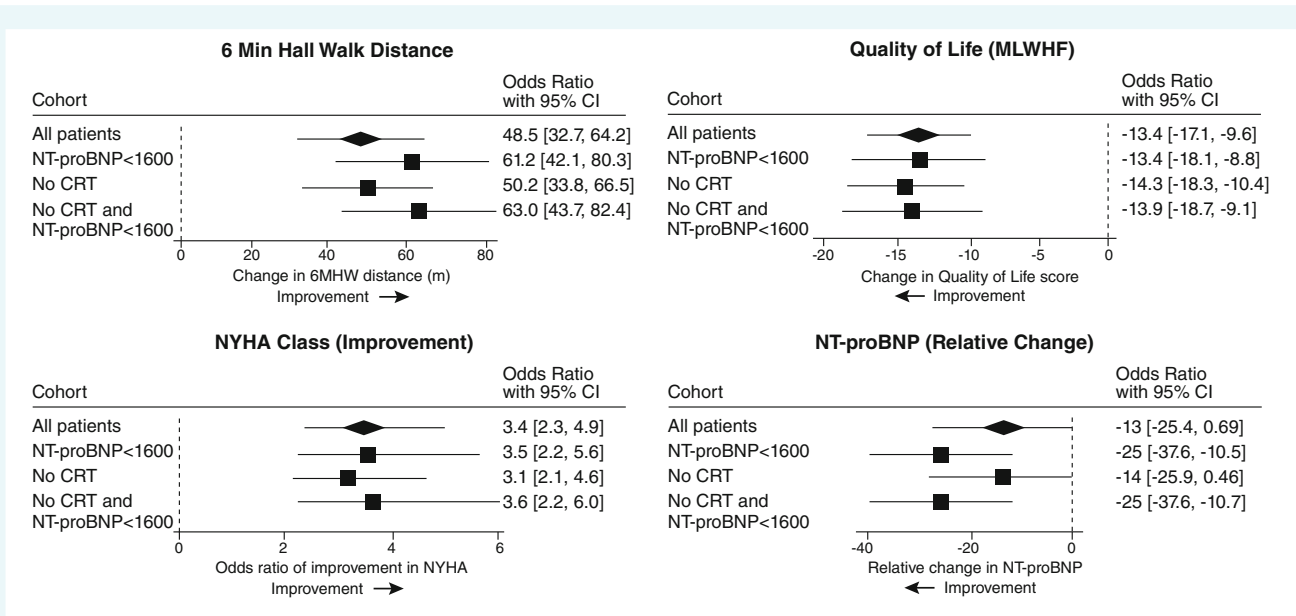 6 Min Hall Walk Distance
Cohort
Odds Ratio
with 95% CI
All patients
48.5 [32.7, 64.2]
NT-proBNP<1600
61.2 [42.1, 80.3]
No CRT
50.2 [33.8, 66.5]
No CRT and
NT-proBNP<1600
63.0 [43.7, 82.4]
0 20 40 60 80
Change in 6MHW distance (m)
Improvement
Quality of Life (MLWHF)
Cohort
Odds Ratio
with 95% CI
All patients
-13.4 [-17.1, -9.6]
NT-proBNP<1600
-13.4 [-18.1, -8.8]
No CRT
-14.3 [-18.3, -10.4]
No CRT and
NT-proBNP<1600
-13.9 [-18.7, -9.1]
-20 -15 -10 -5 0
Change in Quality of Life score
Improvement
NYHA Class (Improvement)
Cohort
Odds Ratio
with 95% CI
All patients
3.4 [2.3, 4.9]
NT-proBNP<1600
3.5 [2.2, 5.6]
No CRT
3.1 [2.1, 4.6]
No CRT and
NT-proBNP<1600
3.6 [2.2, 6.0]
0 2 4 6
Odds ratio of improvement in NYHA
Improvement
NT-proBNP (Relative Change)
Cohort
Odds Ratio
with 95% CI
All patients
-13 [-25.4, 0.69]
NT-proBNP<1600
-25 [-37.6, -10.5]
No CRT
-14 [-25.9, 0.46]
No CRT and
NT-proBNP<1600
-25 [-37.6, -10.7]
-40 -20 0
Relative change in NT-proBNP
Improvement